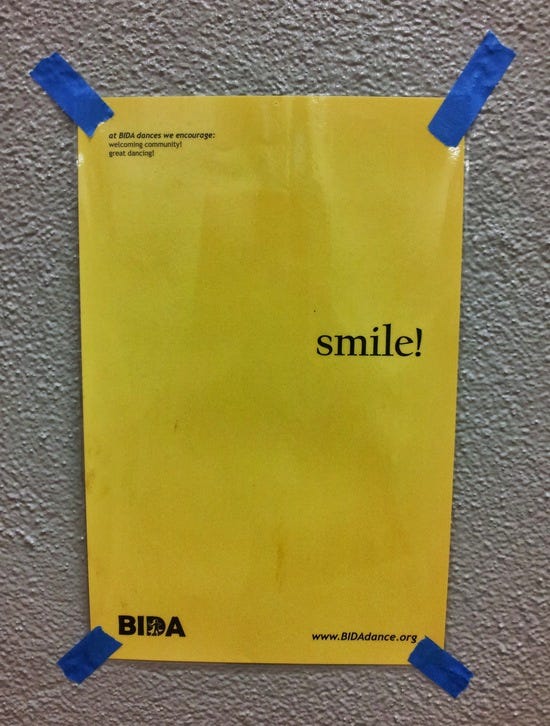 at BIDA dances we encourage:
welcoming community!
great dancing!
smile!
BIDA
www.BIDAdance.org